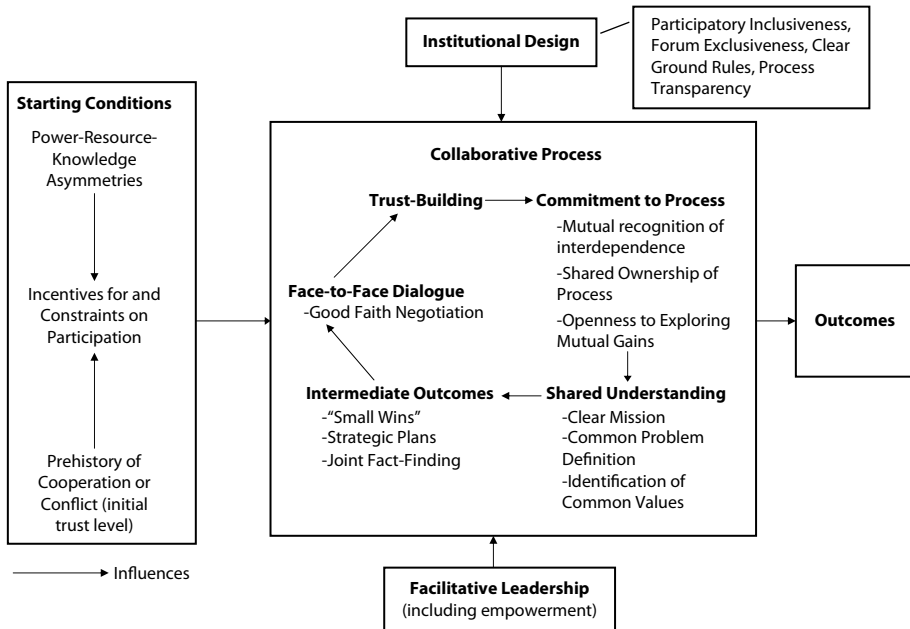 Institutional Design
Participatory Inclusiveness,
Forum Exclusiveness, Clear
Ground Rules, Process
Transparency
Starting Conditions
Power-Resource-
Knowledge
Asymmetries
Incentives for and
Constraints on
Participation
Prehistory of
Cooperation or
Conflict (initial
trust level)
Collaborative Process
Trust-Building
Commitment to Process
-Mutual recognition of
interdependence
-Shared Ownership of
Process
-Openness to Exploring
Mutual Gains
Face-to-Face Dialogue
-Good Faith Negotiation
Intermediate Outcomes
-“Small Wins”
-Strategic Plans
-Joint Fact-Finding
Shared Understanding
-Clear Mission
-Common Problem
Definition
-Identification of
Common Values
Outcomes
Influences
Facilitative Leadership
(including empowerment)